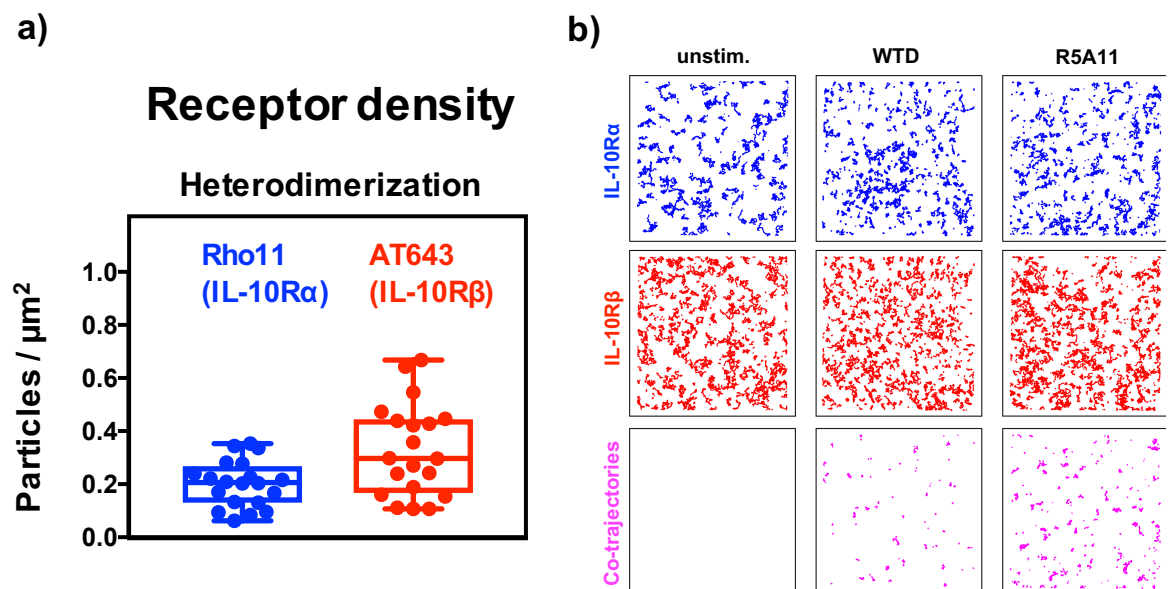 a)
Receptor density
Heterodimerization
Rho11
(IL-10Rα)
AT643
(IL-10Rβ)
Particles / µm²
1.0
0.8
0.6
0.4
0.2
0.0
b)
unstim. WTD R5A11
IL-10Rα
IL-10Rβ
Co-trajectories